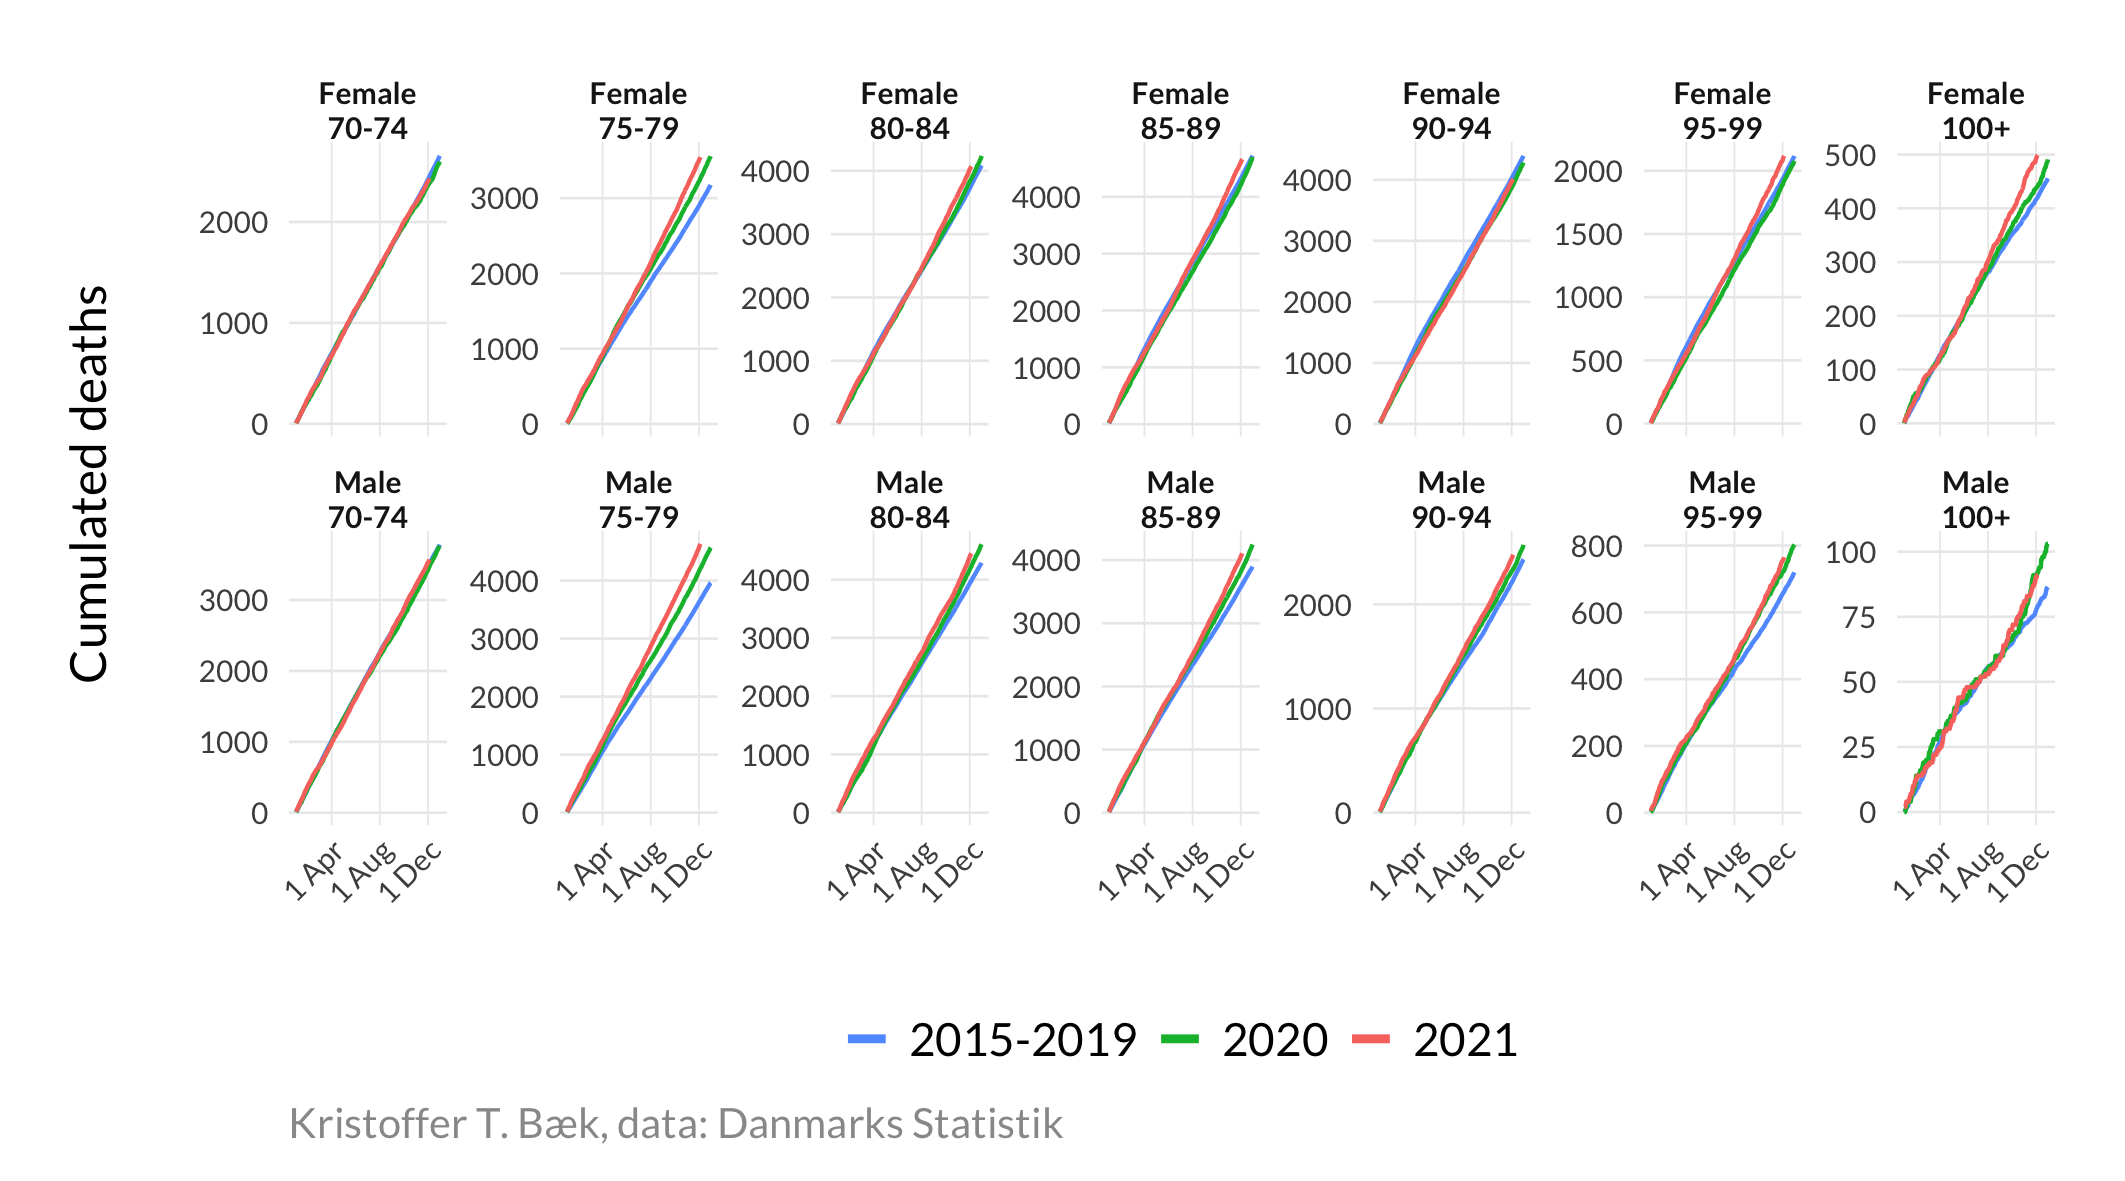 Cumulated deaths
Female
70-74
Female
75-79
Female
80-84
Female
85-89
Female
90-94
Female
95-99
Female
100+
2000
1000
0
3000
2000
1000
0
4000
3000
2000
1000
0
4000
3000
2000
1000
0
4000
3000
2000
1000
0
2000
1500
1000
500
0
500
400
300
200
100
0
Male
70-74
Male
75-79
Male
80-84
Male
85-89
Male
90-94
Male
95-99
Male
100+
3000
2000
1000
0
4000
3000
2000
1000
0
4000
3000
2000
1000
0
4000
3000
2000
1000
0
2000
1000
0
800
600
400
200
0
100
75
50
25
0
1 Apr
1 Aug
1 Dec
1 Apr
1 Aug
1 Dec
1 Apr
1 Aug
1 Dec
1 Apr
1 Aug
1 Dec
1 Apr
1 Aug
1 Dec
1 Apr
1 Aug
1 Dec
1 Apr
1 Aug
1 Dec
2015-2019 2020 2021
Kristoffer T. Bæk, data: Danmarks Statistik